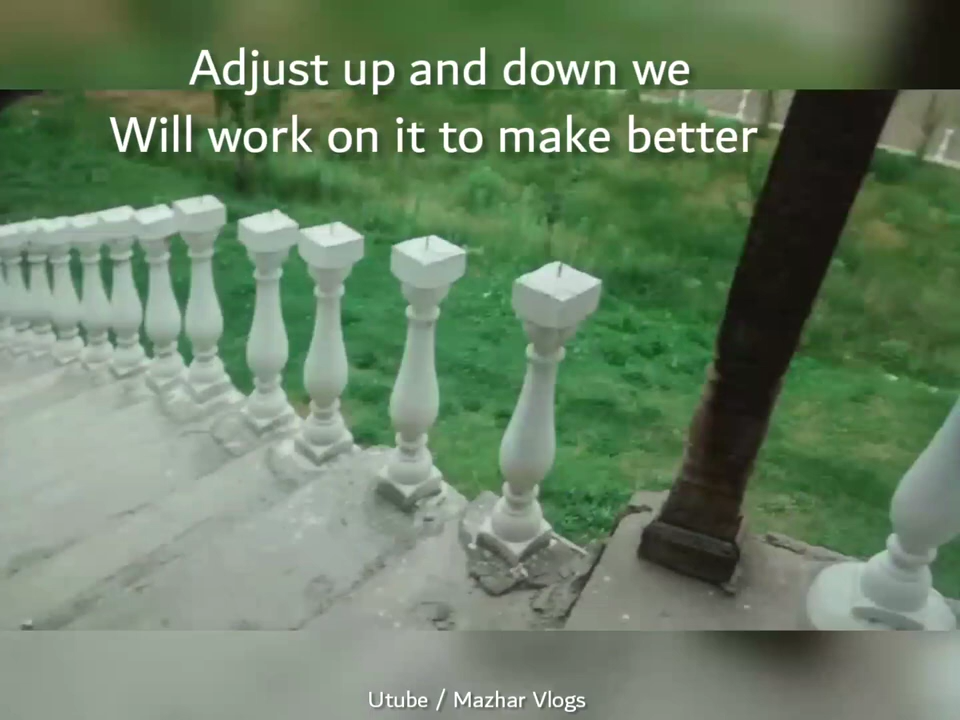 Adjust up and down we
Will work on it to make better
Utube / Mazhar Vlogs